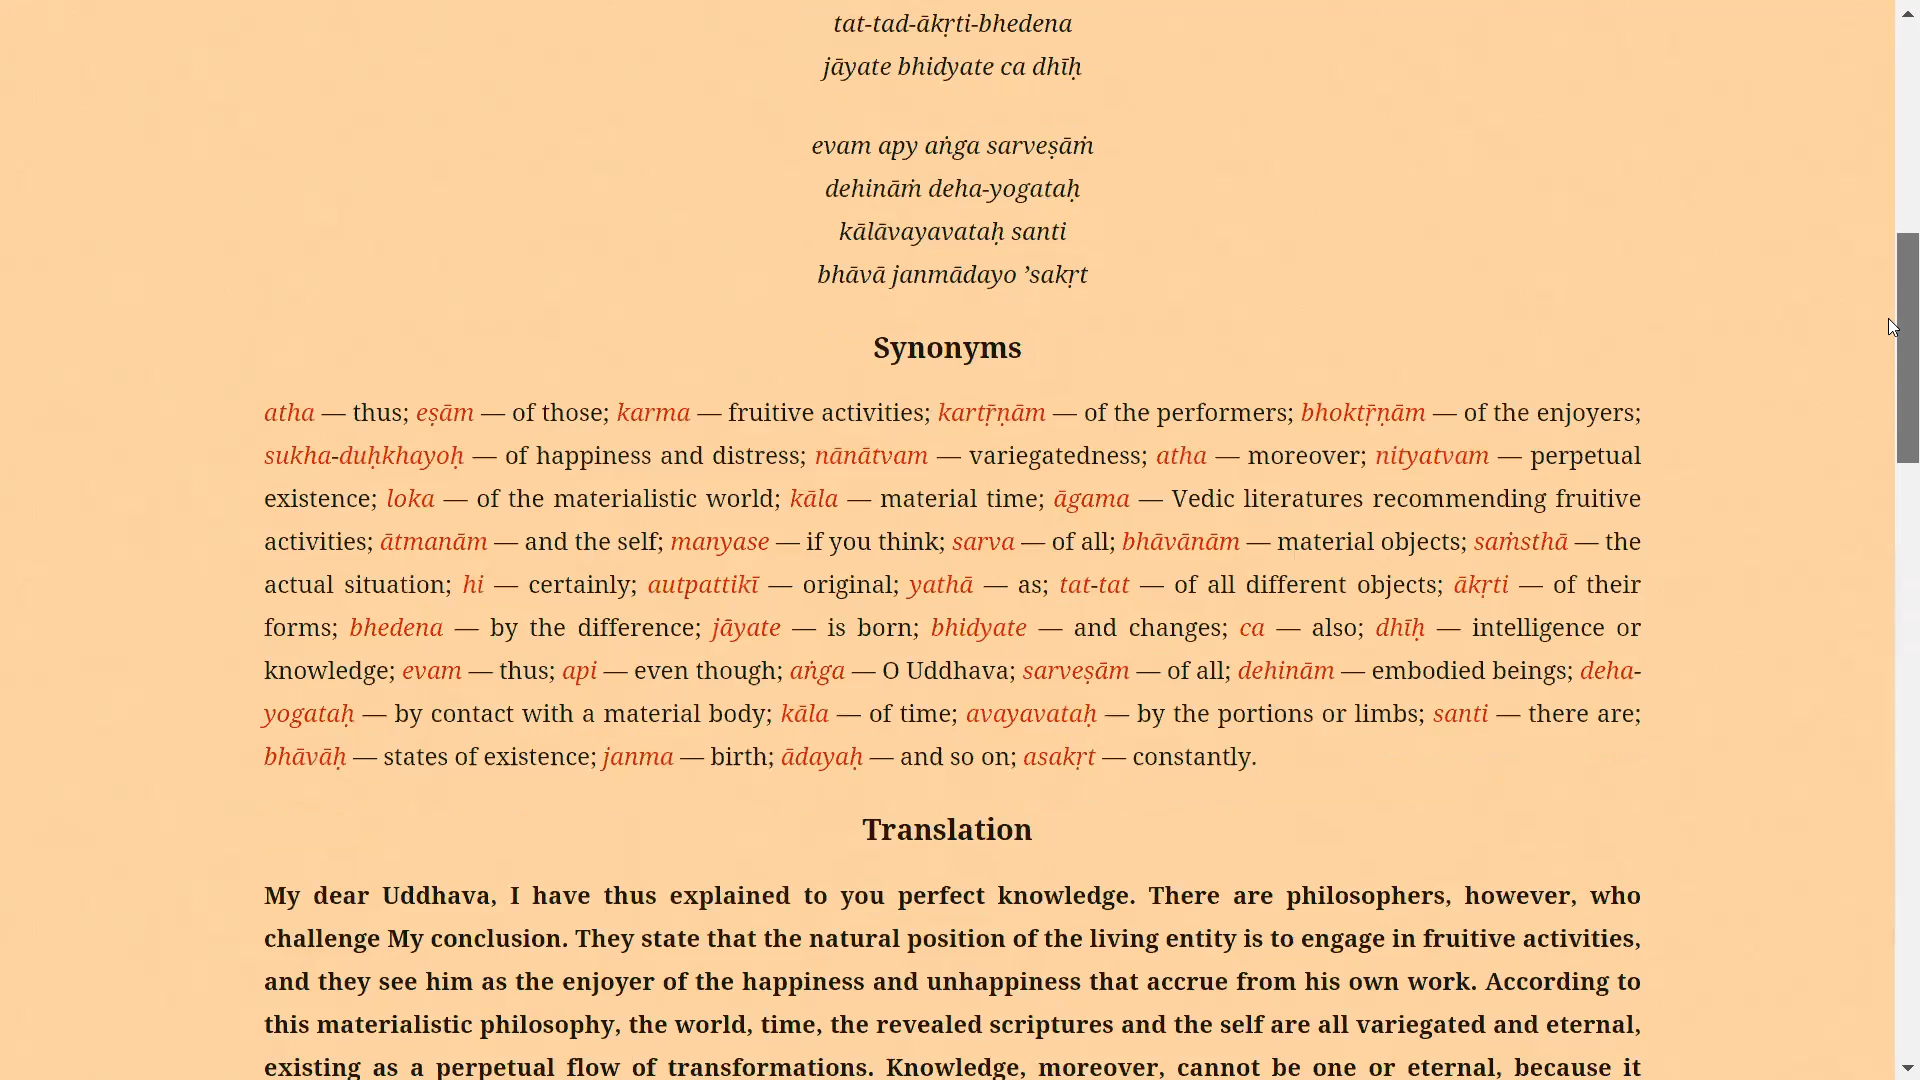 tat-tad-ākṛti-bhedena
jāyate bhidyate ca dhīḥ
evam apy aṅga sarveṣāṁ
dehināṁ deha-yogataḥ
kālāvayavataḥ santi
bhāvā janmādayo ’sakṛt
Synonyms
atha — thus; eṣām — of those; karma — fruitive activities; kartṝṇām — of the performers; bhoktṝṇām — of the enjoyers;
sukha-duḥkhayoḥ — of happiness and distress; nānātvam — variegatedness; atha — moreover; nityatvam — perpetual
existence; loka — of the materialistic world; kāla — material time; āgama — Vedic literatures recommending fruitive
activities; ātmanām — and the self; manyase — if you think; sarva — of all; bhāvānām — material objects; saṁsthā — the
actual situation; hi — certainly; autpattikī — original; yathā — as; tat-tat — of all different objects; ākṛti — of their
forms; bhedena — by the difference; jāyate — is born; bhidyate — and changes; ca — also; dhīḥ — intelligence or
knowledge; evam — thus; api — even though; aṅga — O Uddhava; sarveṣām — of all; dehinām — embodied beings; deha-
yogataḥ — by contact with a material body; kāla — of time; avayavataḥ — by the portions or limbs; santi — there are;
bhāvāḥ — states of existence; janma — birth; ādayaḥ — and so on; asakṛt — constantly.
Translation
My dear Uddhava, I have thus explained to you perfect knowledge. There are philosophers, however, who
challenge My conclusion. They state that the natural position of the living entity is to engage in fruitive activities,
and they see him as the enjoyer of the happiness and unhappiness that accrue from his own work. According to
this materialistic philosophy, the world, time, the revealed scriptures and the self are all variegated and eternal,
existing as a perpetual flow of transformations. Knowledge, moreover, cannot be one or eternal, because it